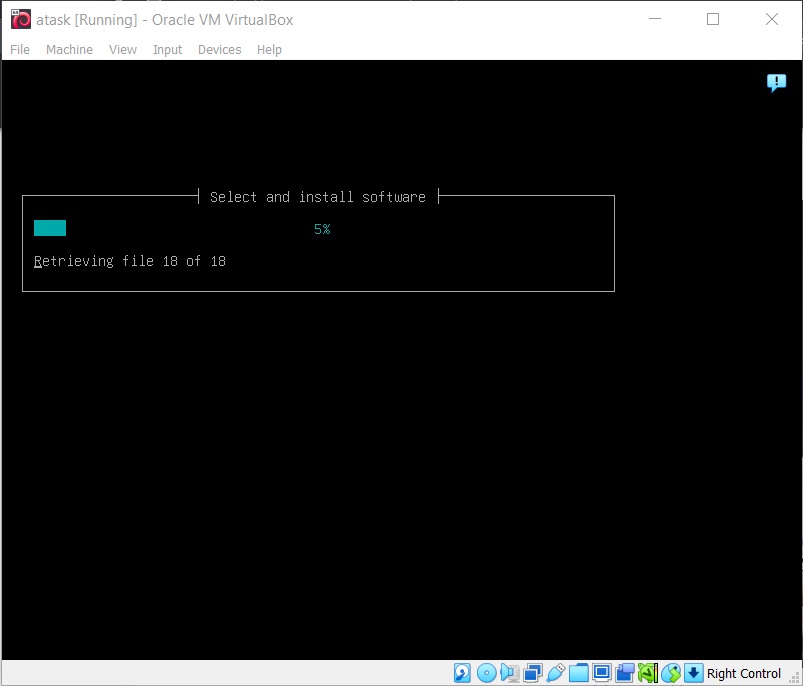 atask [Running] - Oracle VM VirtualBox
File Machine View Input Devices Help
Select and install software
5%
Retrieving file 18 of 18
Right Control